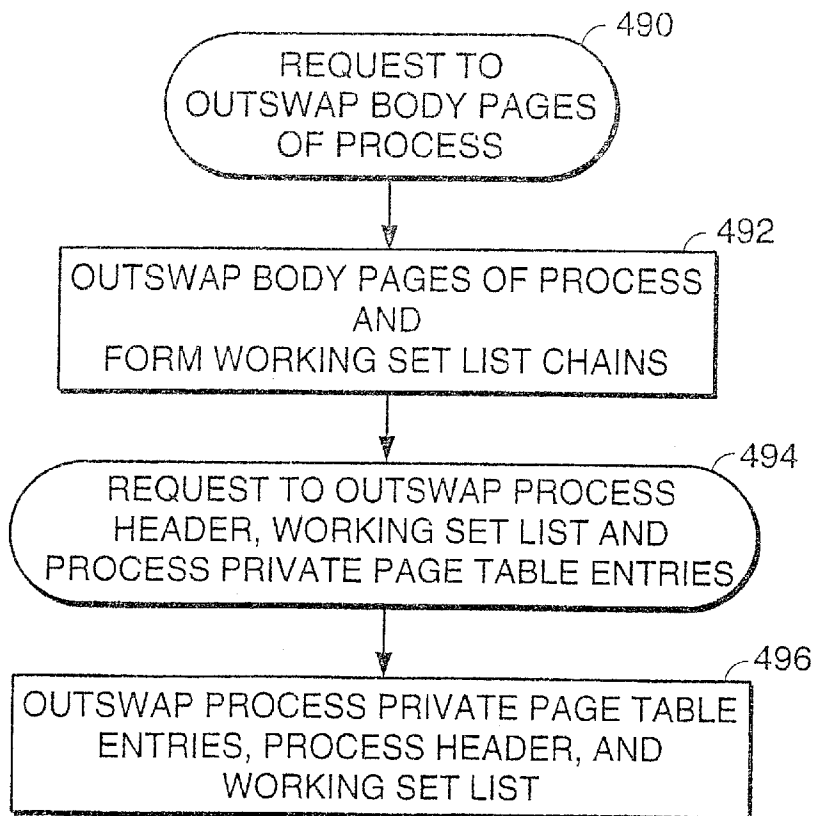 490
REQUEST TO
OUTSWAP BODY PAGES
OF PROCESS
492
OUTSWAP BODY PAGES OF PROCESS
AND
FORM WORKING SET LIST CHAINS
494
REQUEST TO OUTSWAP PROCESS
HEADER, WORKING SET LIST AND
PROCESS PRIVATE PAGE TABLE ENTRIES
496
OUTSWAP PROCESS PRIVATE PAGE TABLE
ENTRIES, PROCESS HEADER, AND
WORKING SET LIST